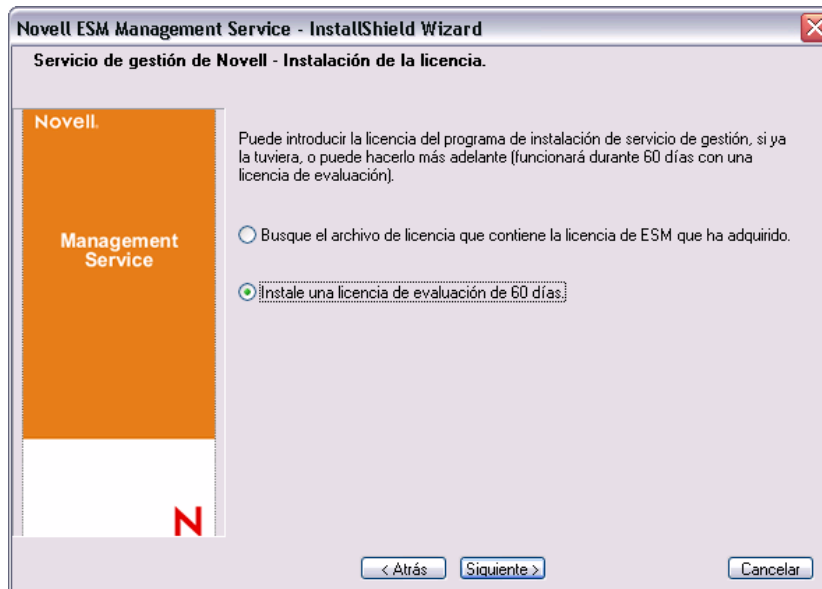 Novell ESM Management Service - InstallShield Wizard
Servicio de gestión de Novell - Instalación de la licencia.
Novell.
Management
Service
N
Puede introducir la licencia del programa de instalación de servicio de gestión, si ya
la tuviera, o puede hacerlo más adelante (funcionará durante 60 días con una
licencia de evaluación).
Busque el archivo de licencia que contiene la licencia de ESM que ha adquirido.
Instale una licencia de evaluación de 60 días.
< Atrás
Siguiente >
Cancelar